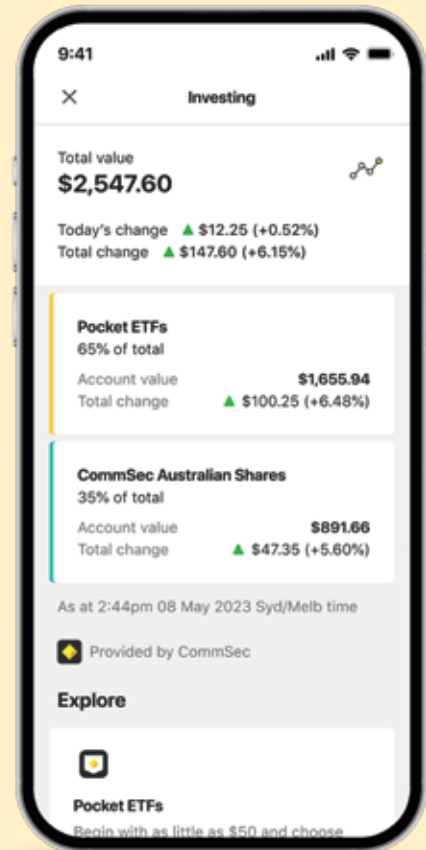 9:41
Investing
Total value
$2,547.60
Today's change ▲ $12.25 (+0.52%)
Total change ▲ $147.60 (+6.15%)
Pocket ETFs
65% of total
Account value $1,655.94
Total change ▲ $100.25 (+6.48%)
CommSec Australian Shares
35% of total
Account value $891.66
Total change ▲ $47.35 (+5.60%)
As at 2:44pm 08 May 2023 Syd/Melb time
Provided by CommSec
Explore
Pocket ETFs
Begin with as little as $50 and choose